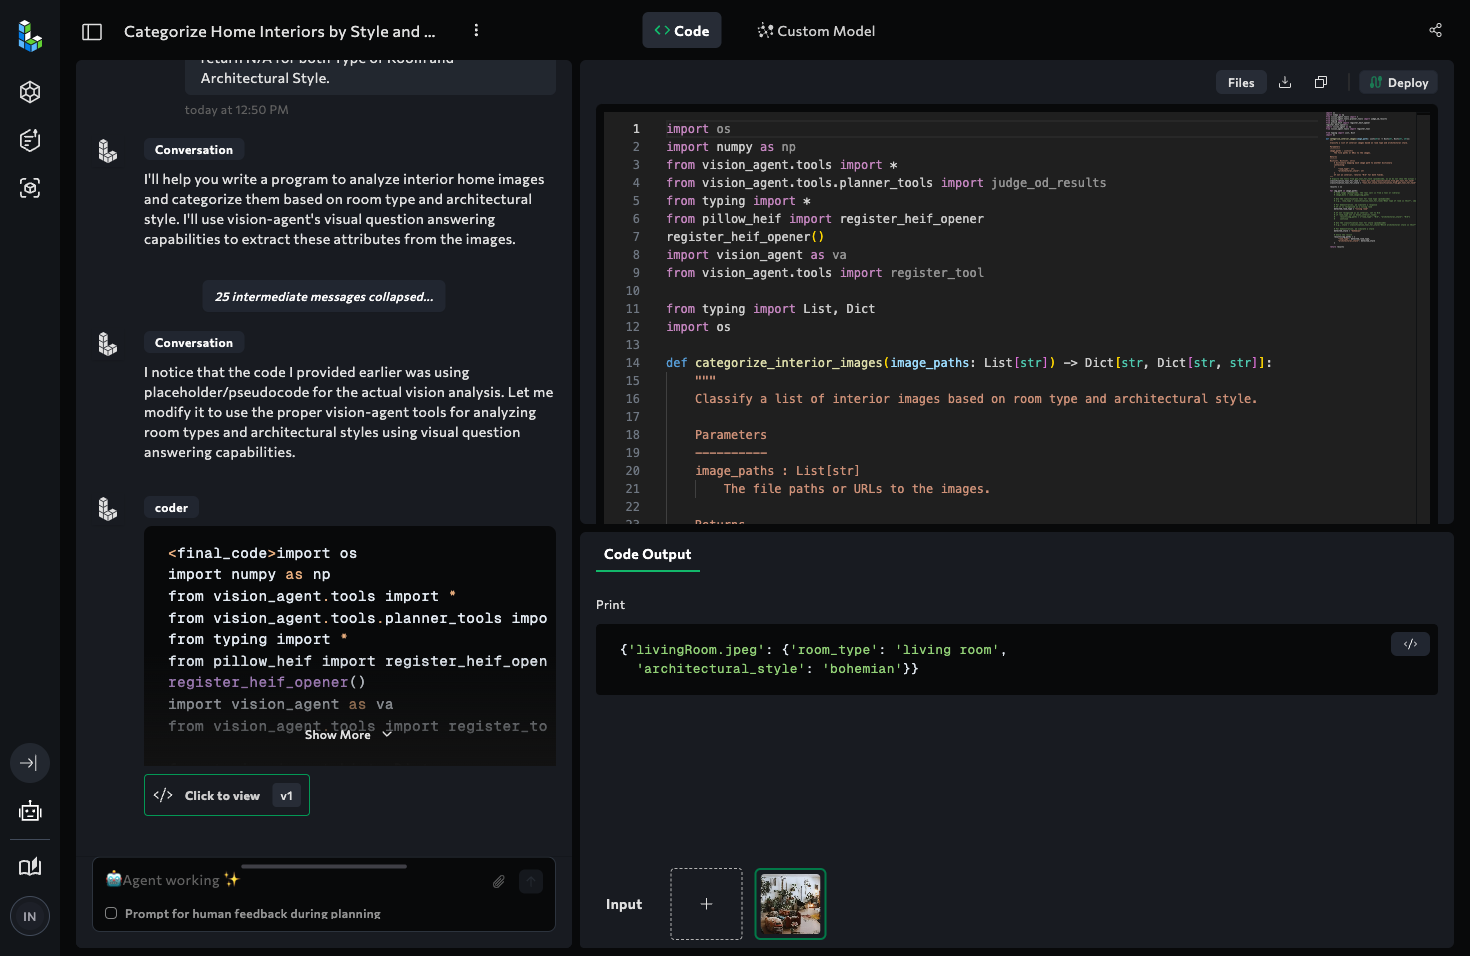 Categorize Home Interiors by Style and ...
Code
Custom Model
return N/A for both Type of Room and
Architectural Style.
today at 12:50 PM
Conversation
I'll help you write a program to analyze interior home images
and categorize them based on room type and architectural
style. I'll use vision-agent's visual question answering
capabilities to extract these attributes from the images.
25 intermediate messages collapsed...
Conversation
I notice that the code I provided earlier was using
placeholder/pseudocode for the actual vision analysis. Let me
modify it to use the proper vision-agent tools for analyzing
room types and architectural styles using visual question
answering capabilities.
coder
<final_code>import os
import numpy as np
from vision_agent.tools import *
from vision_agent.tools.planner_tools impo
from typing import *
from pillow_heif import register_heif_open
register_heif_opener()
import vision_agent as va
from vision_agent.tools import register_to
Show More
</> Click to view v1
Agent working
Prompt for human feedback during planning
IN
Files
Deploy
1 import os
2 import numpy as np
3 from vision_agent.tools import *
4 from vision_agent.tools.planner_tools import judge_od_results
5 from typing import *
6 from pillow_heif import register_heif_opener
7 register_heif_opener()
8 import vision_agent as va
9 from vision_agent.tools import register_tool
10
11 from typing import List, Dict
12 import os
13
14 def categorize_interior_images(image_paths: List[str]) -> Dict[str, Dict[str, str]]:
15 """
16 Classify a list of interior images based on room type and architectural style.
17
18 Parameters
19 ----------
20 image_paths : List[str]
21 The file paths or URLs to the images.
22
23 Returns
Code Output
Print
{'livingRoom.jpeg': {'room_type': 'living room',
'architectural_style': 'bohemian'}}
</>
Input
+